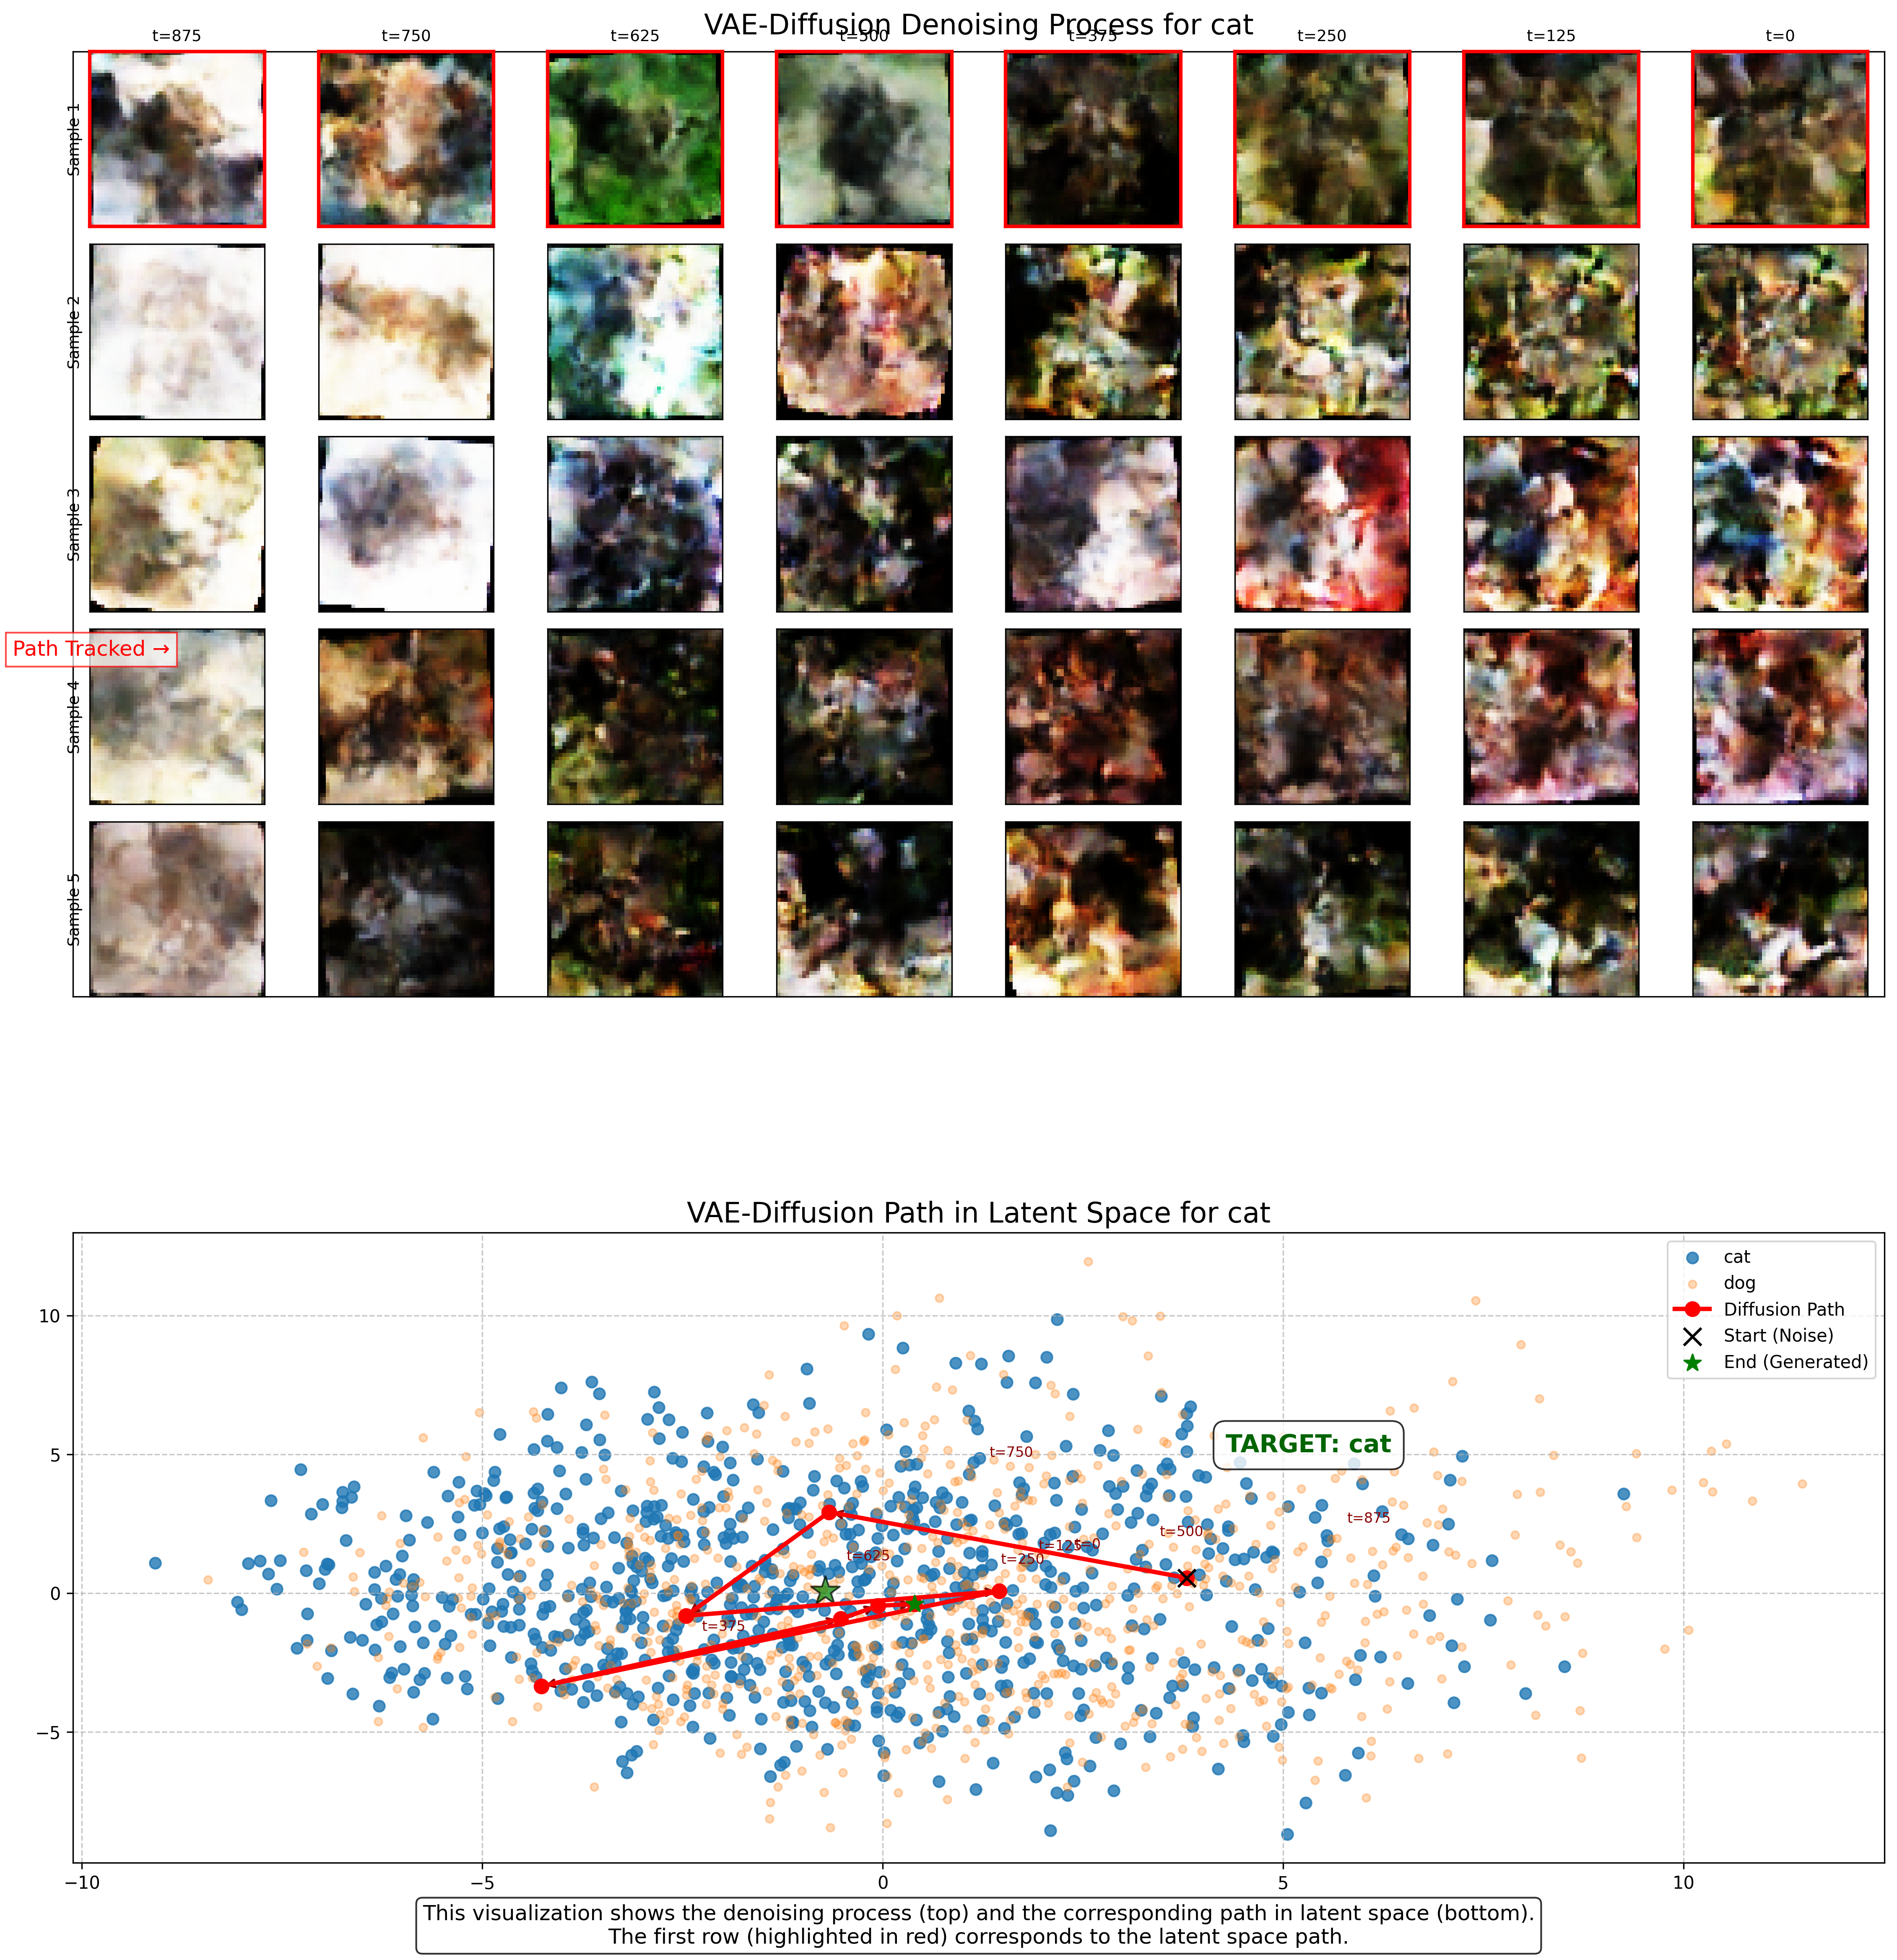 VAE-Diffusion Denoising Process for cat
t=875
t=750
t=625
t=500
t=375
t=250
t=125
t=0
Sample 1
Sample 2
Sample 3
Path Tracked →
Sample 4
Sample 5
VAE-Diffusion Path in Latent Space for cat
cat
dog
Diffusion Path
Start (Noise)
End (Generated)
TARGET: cat
t=750
t=875
t=500
t=125
t=0
t=250
t=625
t=375
10
5
0
−5
−10
−5
0
5
10
This visualization shows the denoising process (top) and the corresponding path in latent space (bottom).
The first row (highlighted in red) corresponds to the latent space path.